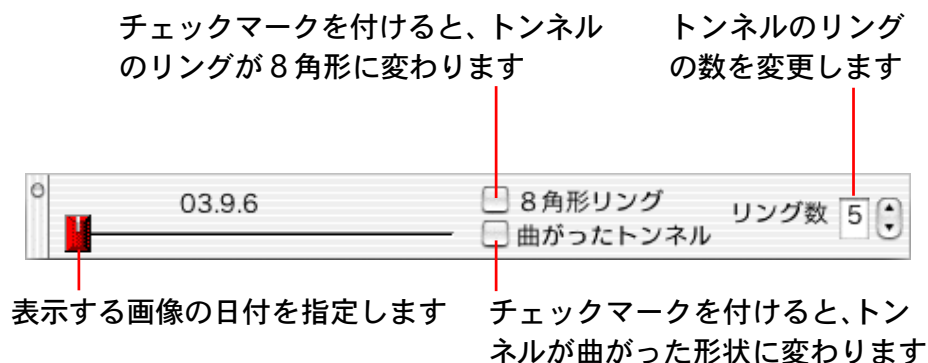 チェックマークを付けると、トンネル
のリングが8角形に変わります
トンネルのリング
の数を変更します
03.9.6
8角形リング
曲がったトンネル
リング数 5
表示する画像の日付を指定します
チェックマークを付けると、トン
ネルが曲がった形状に変わります